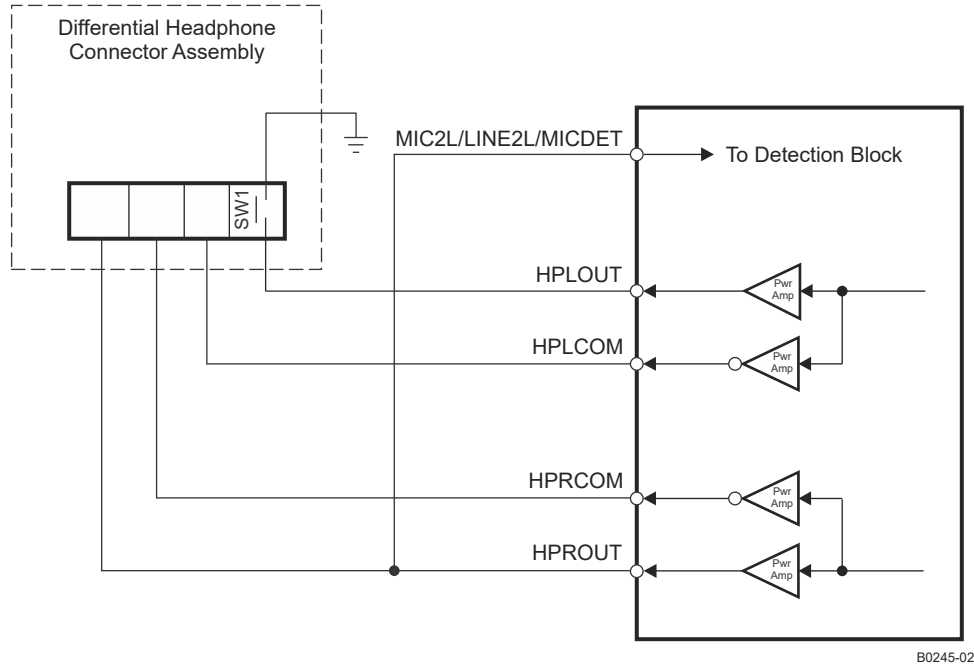 Differential Headphone
Connector Assembly
MIC2L/LINE2L/MICDET
To Detection Block
SW1
HPLOUT
Pwr
Amp
HPLCOM
Pwr
Amp
HPRCOM
Pwr
Amp
HPROUT
Pwr
Amp
B0245-02